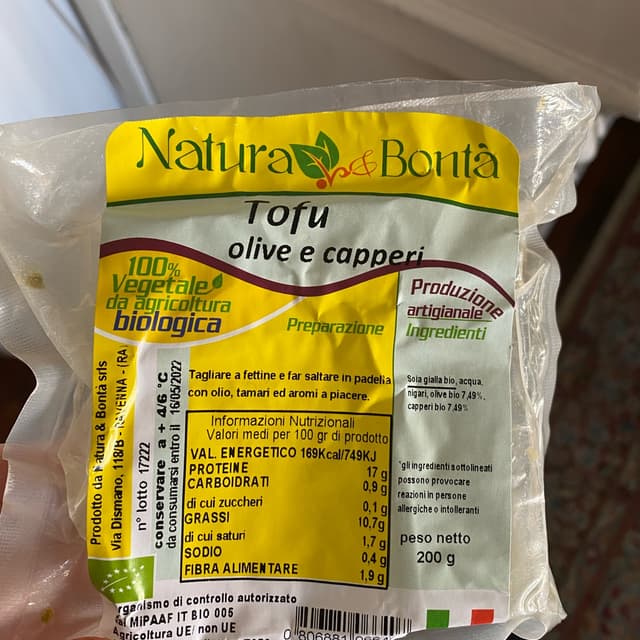 Natura & Bontà
Tofu
olive e capperi
100%
Vegetale
da agricoltura
biologica
Produzione
artigianale
Preparazione
Ingredienti
Tagliare a fettine e far saltare in padella
con olio, tamari ed aromi a piacere.
Soia gialla bio, acqua,
nigari, olive bio 7,49%,
capperi bio 7,49%
Informazioni Nutrizionali
Valori medi per 100 gr di prodotto
VAL. ENERGETICO 169Kcal/749KJ
PROTEINE 17 g
CARBOIDRATI 0,9 g
di cui zuccheri 0,1 g
GRASSI 10,7g
di cui saturi 1,7 g
SODIO 0,4 g
FIBRA ALIMENTARE 1,9 g
*gli ingredienti sottolineati
possono provocare
reazioni in persone
allergiche o intolleranti
peso netto
200 g
Prodotto da Natura & Bontà srls
Via Dismano, 118/B - RAVENNA - (RA)
n° lotto 17222
conservare a + 4/6 °C
da consumarsi entro il 16/05/2022
organismo di controllo autorizzato
dal MiPAAF IT BIO 006
Agricoltura UE/ non UE
0 806881